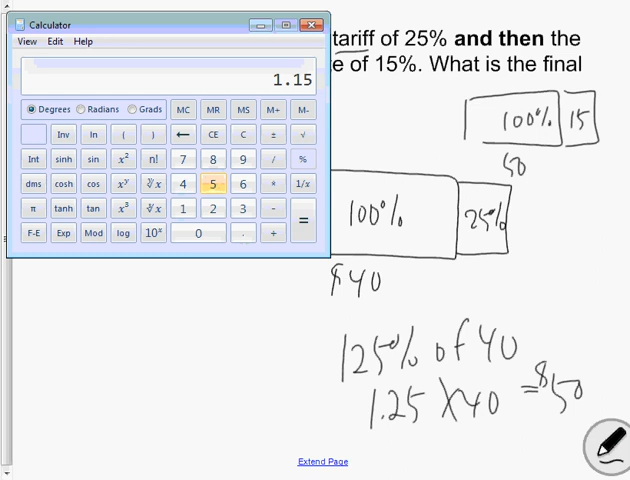 Calculator
View Edit Help
1.15
Degrees Radians Grads MC MR MS M+ M-
Inv ln ( ) ← CE C ± √
Int sinh sin x² n! 7 8 9 / %
dms cosh cos xʸ ʸ√x 4 5 6 * 1/x
π tanh tan x³ ³√x 1 2 3 - =
F-E Exp Mod log 10ˣ 0 . +
tariff of 25% and then the
e of 15%. What is the final
100% 15
50
100% 25%
$40
125% of 40
1.25 X 40 = $50
Extend Page